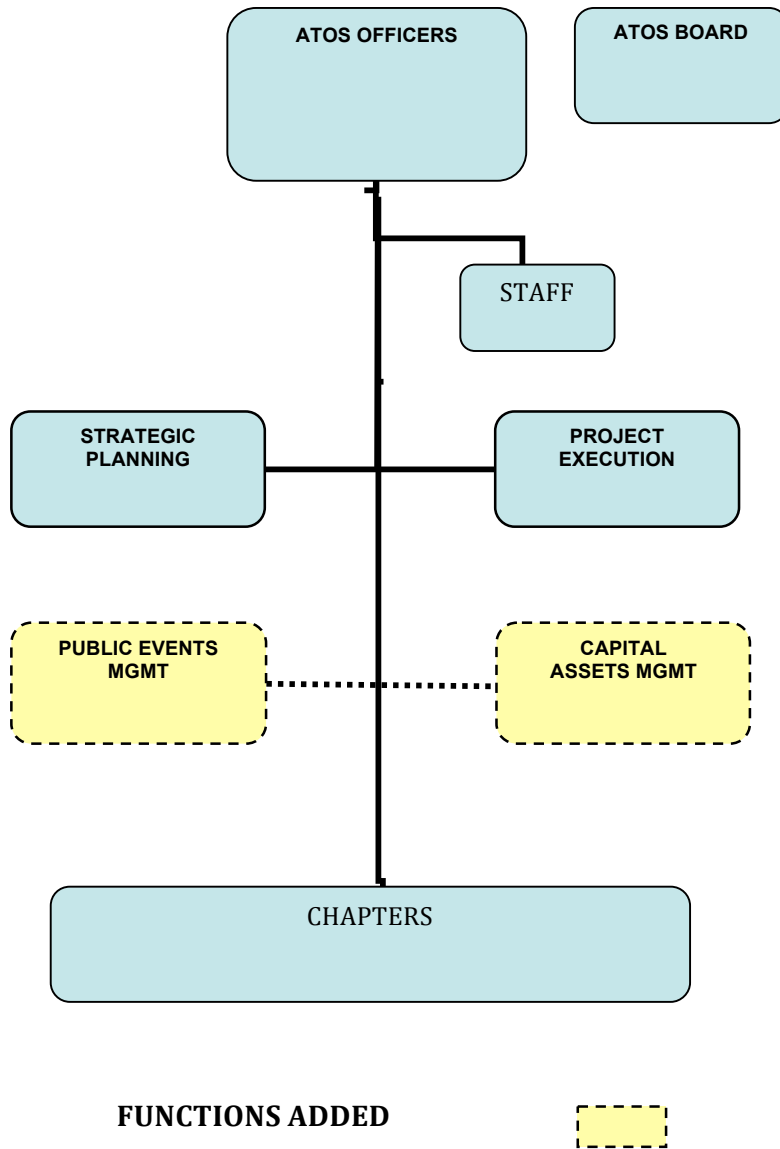 ATOS OFFICERS
ATOS BOARD
STAFF
STRATEGIC
PLANNING
PROJECT
EXECUTION
PUBLIC EVENTS
MGMT
CAPITAL
ASSETS MGMT
CHAPTERS
FUNCTIONS ADDED